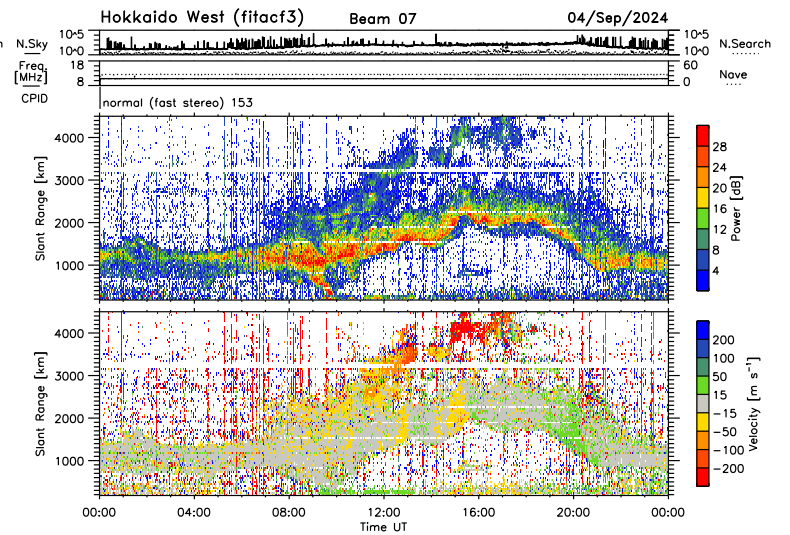 Hokkaido West (fitacf3) Beam 07 04/Sep/2024
N.Sky 10^5 10^5 N.Search
10^0 10^0
Freq. 18 60 Nave
[MHz] 8 0
CPID normal (fast stereo) 153
Slant Range [km]
4000
3000
2000
1000
28
24
20
16
12
8
4
Power [dB]
Slant Range [km]
4000
3000
2000
1000
200
100
50
15
-15
-50
-100
-200
Velocity [m s^-1]
00:00 04:00 08:00 12:00 16:00 20:00 00:00
Time UT